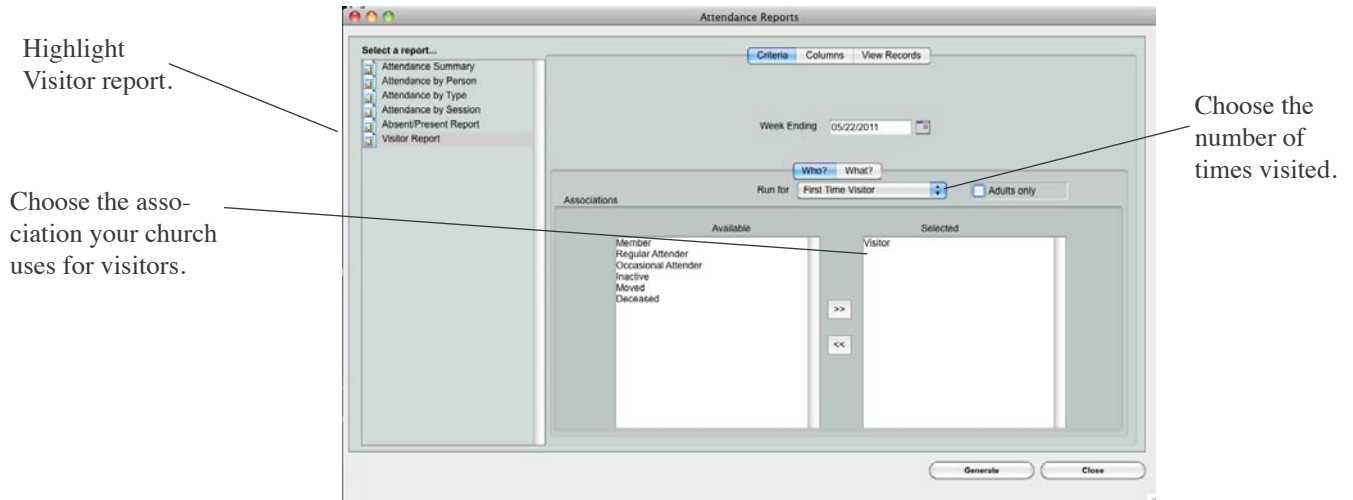 Attendance Reports
Highlight
Visitor report.
Choose the asso-
ciation your church
uses for visitors.
Select a report...
Attendance Summary
Attendance by Person
Attendance by Type
Attendance by Session
Absent/Present Report
Visitor Report
Criteria Columns View Records
Week Ending 05/22/2011
Who? What?
Run for First Time Visitor Adults only
Associations
Available
Member
Regular Attender
Occasional Attender
Inactive
Moved
Deceased
>>
<<
Selected
Visitor
Generate Close
Choose the
number of
times visited.